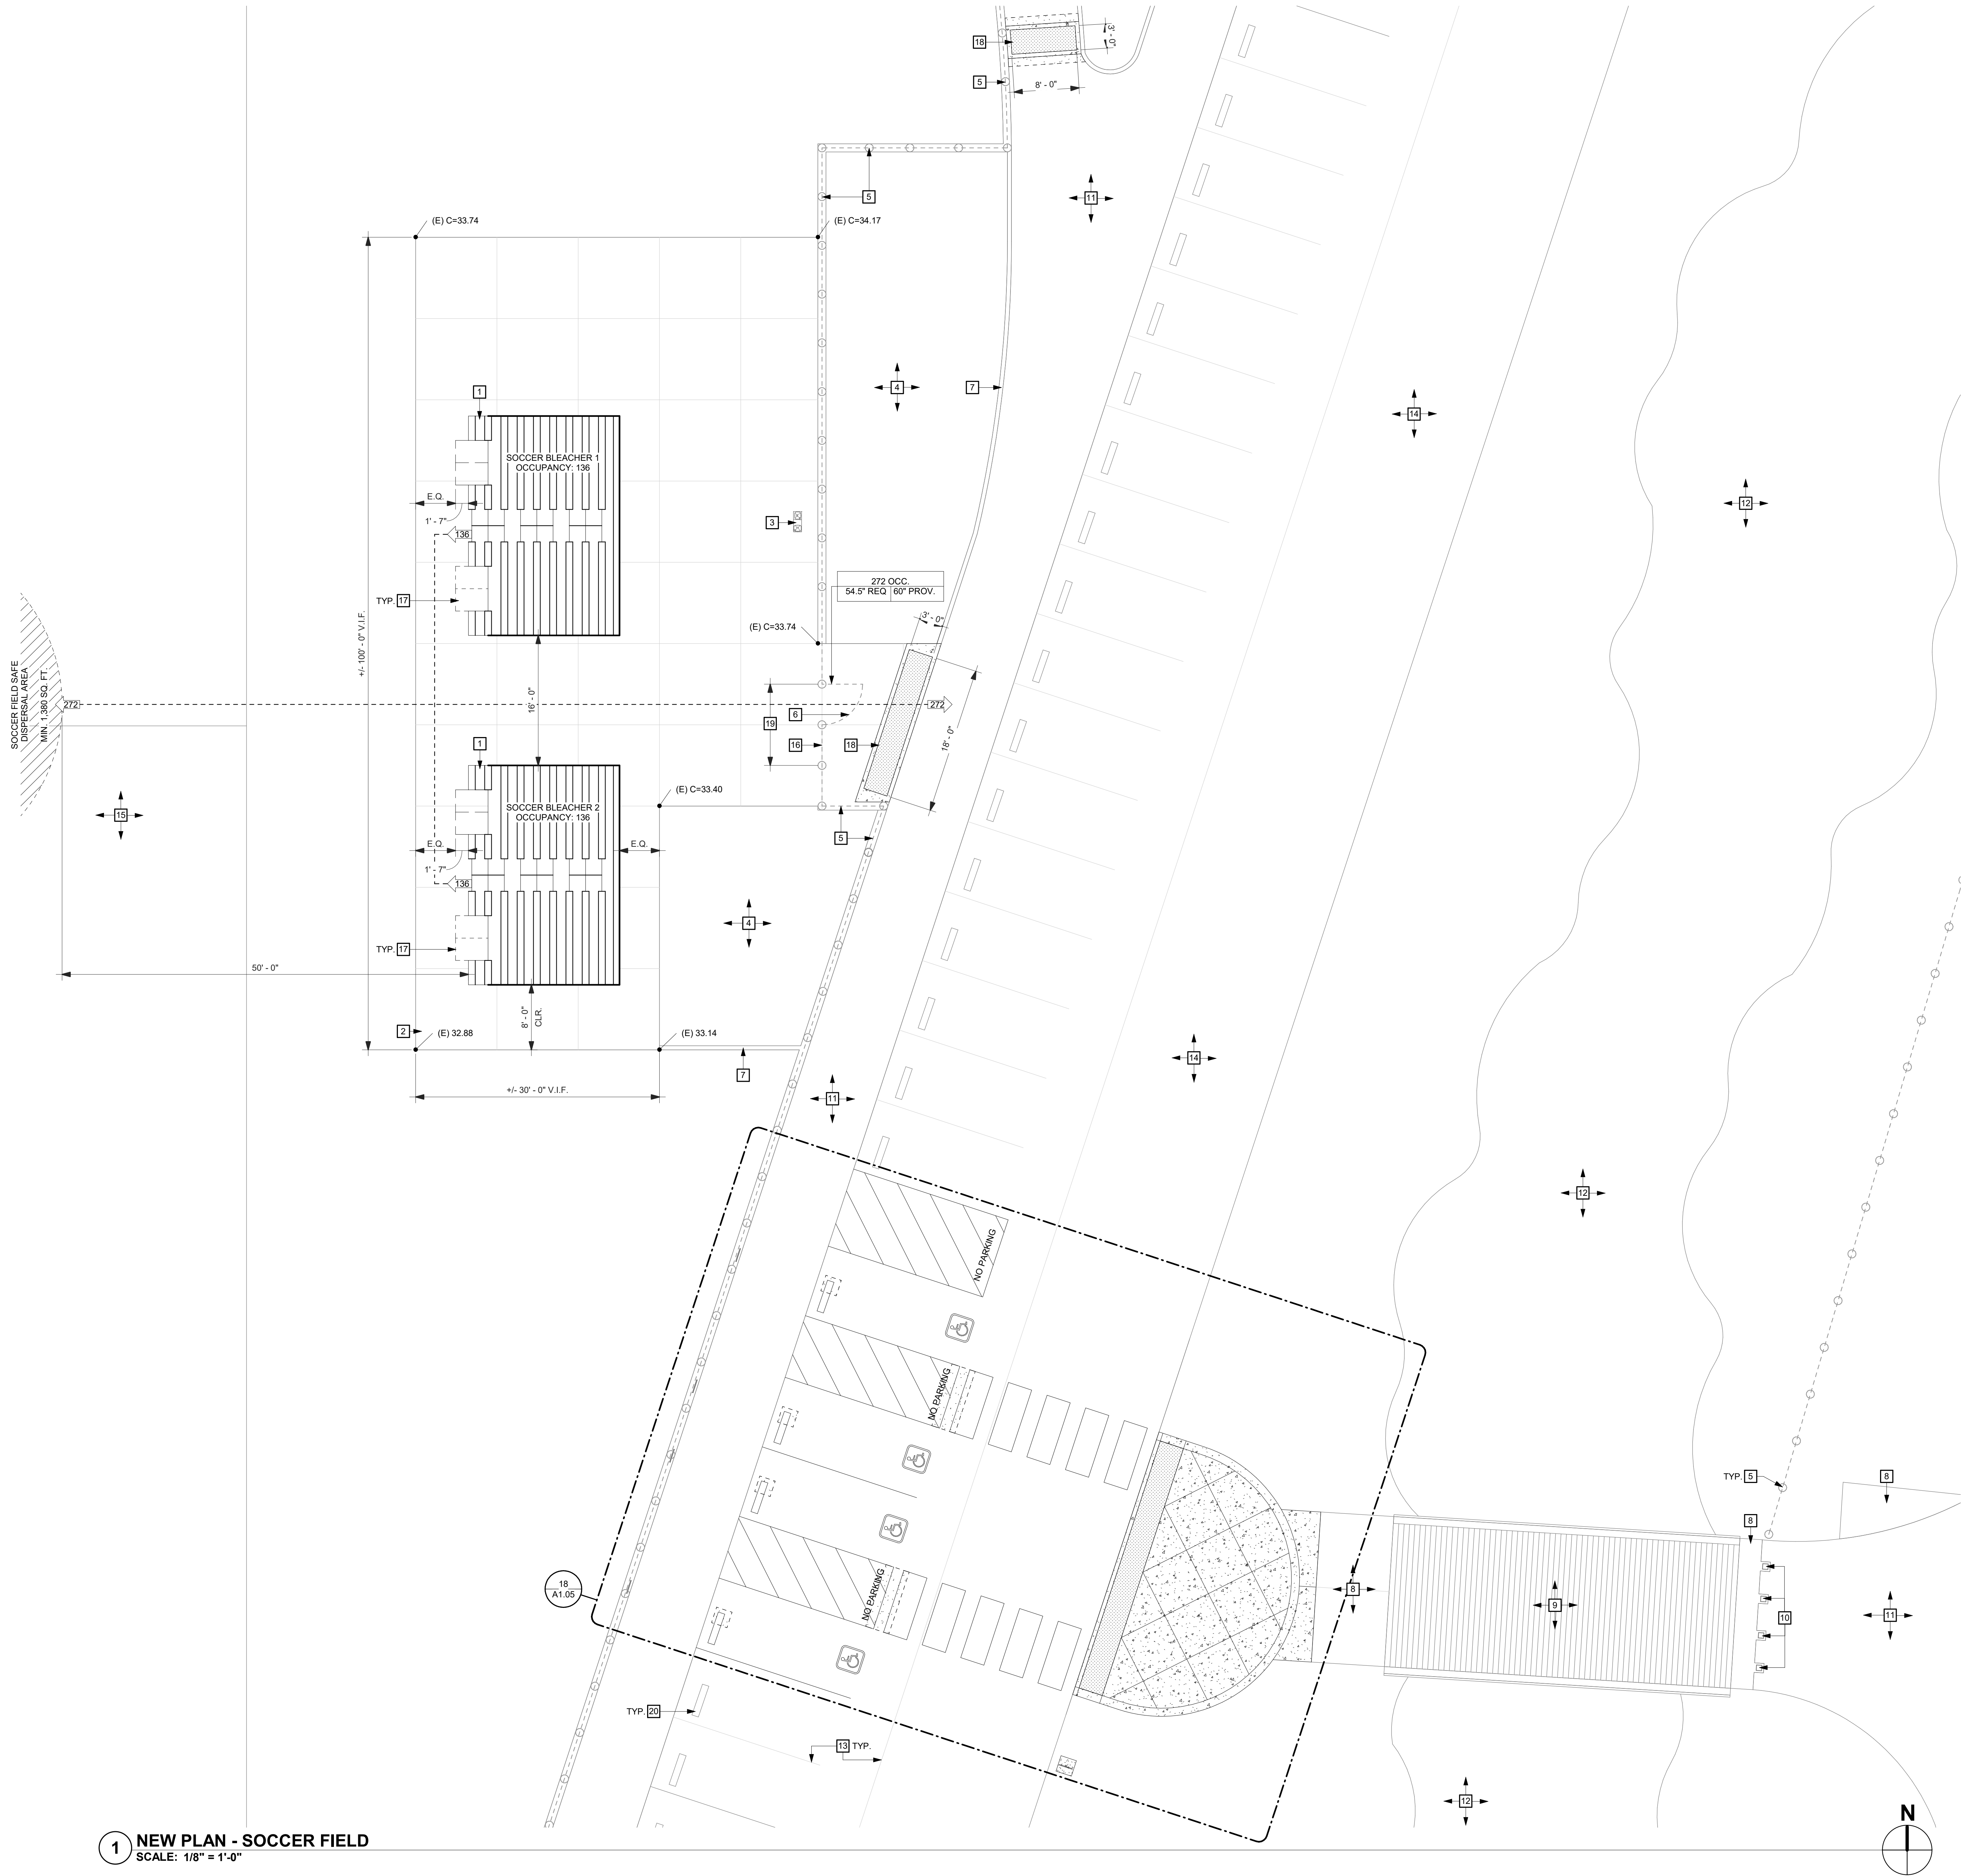 18
3' - 0"
5
8' - 0"
5
11
(E) C=33.74
(E) C=34.17
1
4
7
14
SOCCER BLEACHER 1
OCCUPANCY: 136
E.Q.
1' - 7"
136
3
12
272 OCC.
54.5" REQ
60" PROV.
TYP. 17
3' - 0"
(E) C=33.74
+/- 100' - 0" V.I.F.
SOCCER FIELD SAFE
DISPERSAL AREA
MIN. 1,380 SQ. FT.
272
16' - 0"
272
6
19
16
18
18' - 0"
1
(E) C=33.40
SOCCER BLEACHER 2
OCCUPANCY: 136
15
5
E.Q.
E.Q.
1' - 7"
136
4
TYP. 17
50' - 0"
8' - 0"
CLR.
2
(E) 32.88
(E) 33.14
14
7
+/- 30' - 0" V.I.F.
11
12
NO PARKING
NO PARKING
TYP. 5
8
8
18
A1.05
NO PARKING
8
9
10
11
TYP. 20
13 TYP.
12
N
1
NEW PLAN - SOCCER FIELD
SCALE: 1/8" = 1'-0"